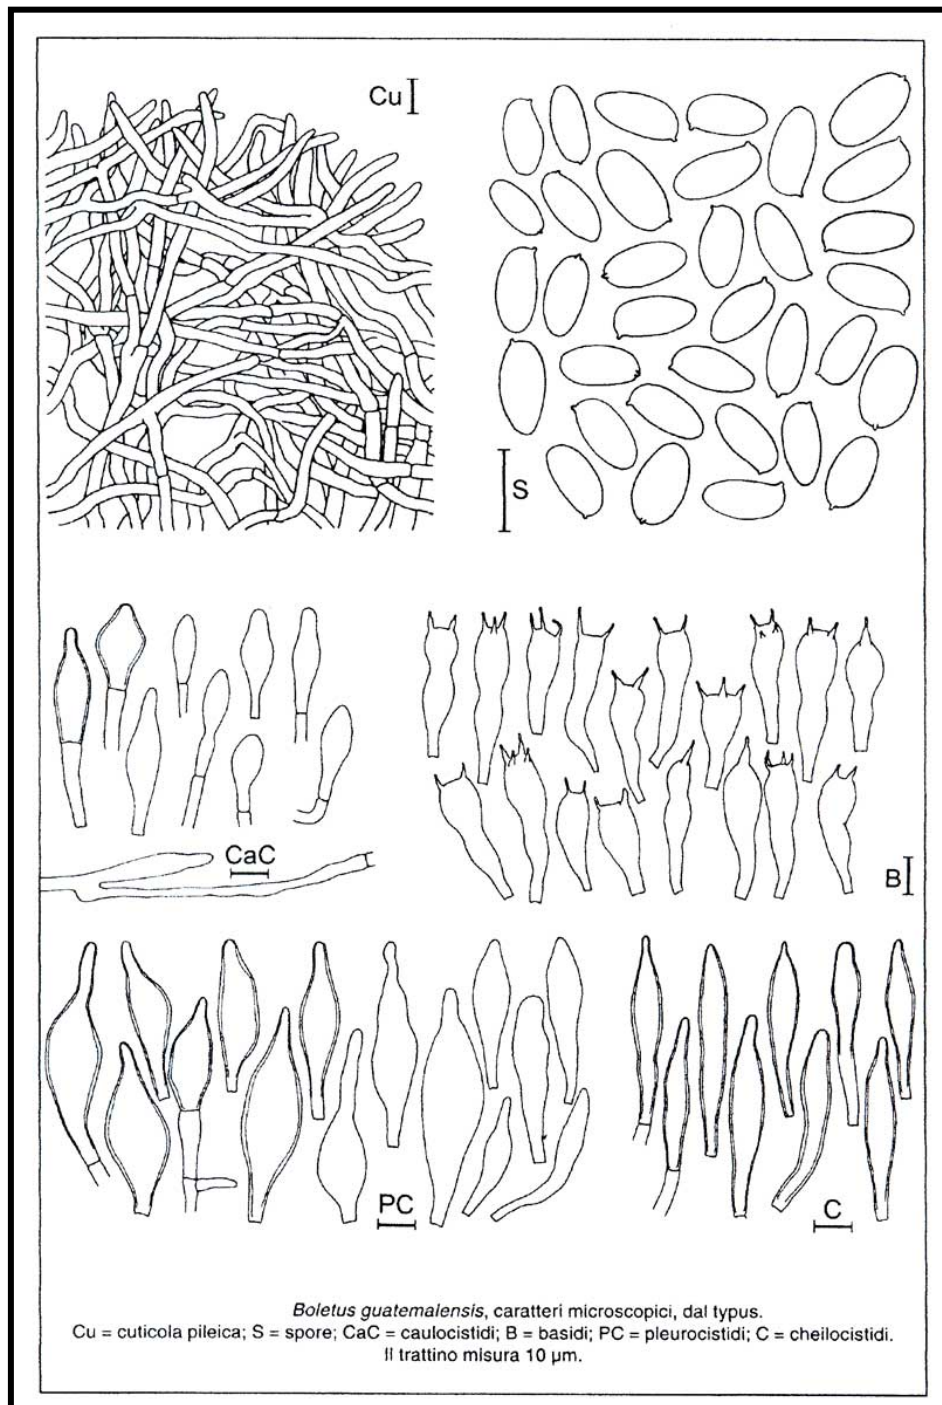 Cu
S
CaC
B
PC
C
Boletus guatemalensis, caratteri microscopici, dal typus.
Cu = cuticola pileica; S = spore; CaC = caulocistidi; B = basidi; PC = pleurocistidi; C = cheilocistidi.
Il trattino misura 10 µm.